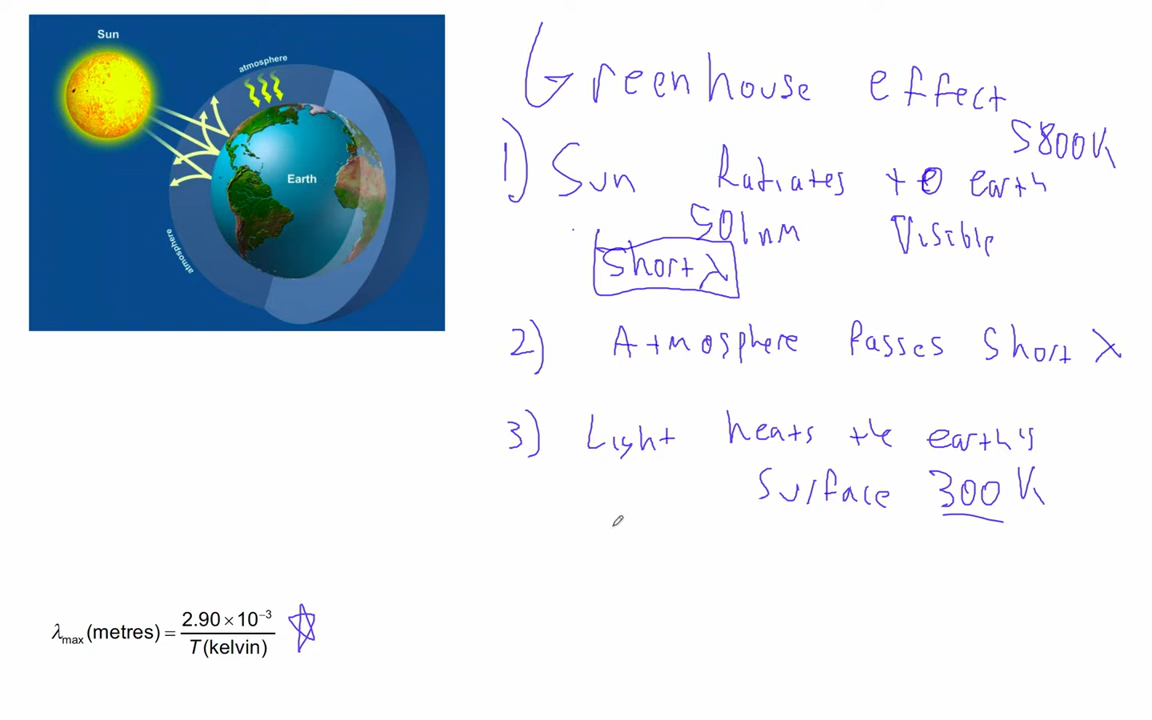 Sun
atmosphere
Earth
atmosphere
Greenhouse effect
5800K
1) Sun Radiates to earth
501nm Visible
Short λ
2) Atmosphere Passes Short λ
3) Light heats the earth's
Surface 300 K
λmax (metres) = 2.90 × 10⁻³ / T (kelvin)